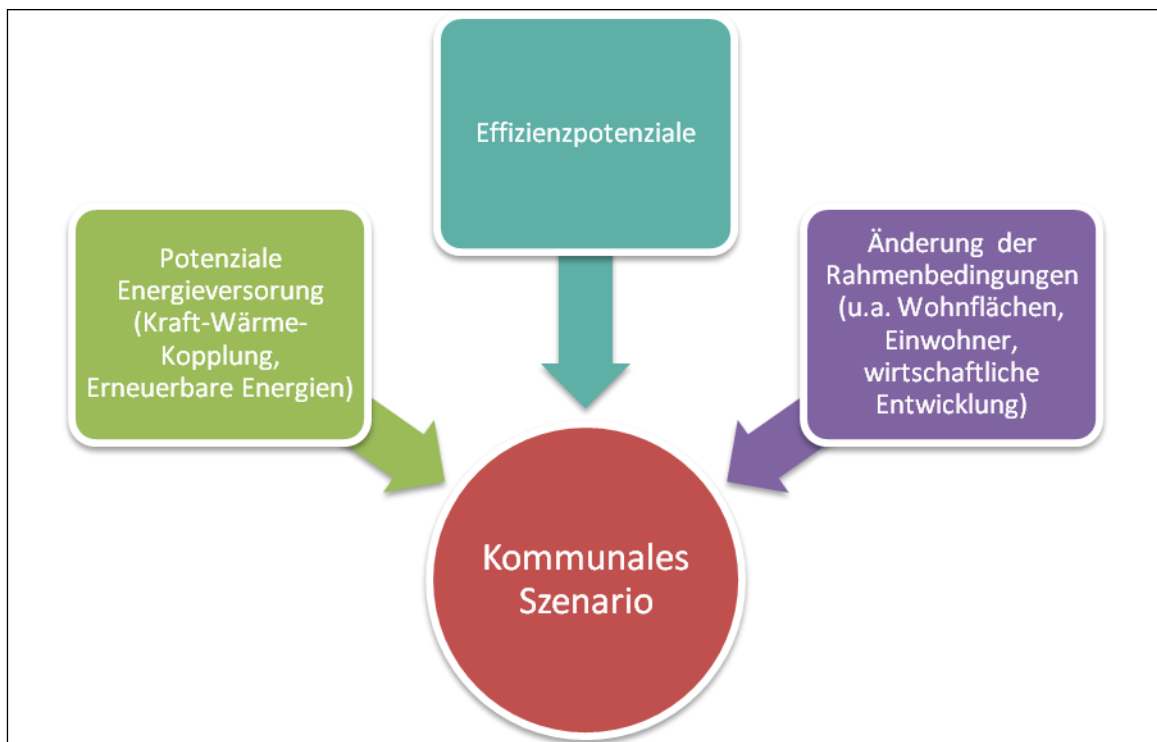 Effizienzpotenziale
Potenziale
Energieversorung
(Kraft-Wärme-
Kopplung,
Erneuerbare Energien)
Änderung der
Rahmenbedingungen
(u.a. Wohnflächen,
Einwohner,
wirtschaftliche
Entwicklung)
Kommunales
Szenario